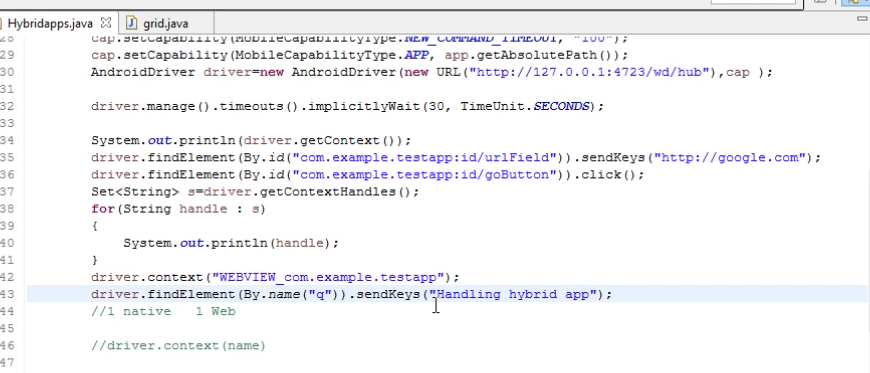 Hybridapps.java grid.java
28 cap.setCapability(MobileCapabilityType.NEW_COMMAND_TIMEOUT, "100");
29 cap.setCapability(MobileCapabilityType.APP, app.getAbsolutePath());
30 AndroidDriver driver=new AndroidDriver(new URL("http://127.0.0.1:4723/wd/hub"),cap );
31
32 driver.manage().timeouts().implicitlyWait(30, TimeUnit.SECONDS);
33
34 System.out.println(driver.getContext());
35 driver.findElement(By.id("com.example.testapp:id/urlField")).sendKeys("http://google.com");
36 driver.findElement(By.id("com.example.testapp:id/goButton")).click();
37 Set<String> s=driver.getContextHandles();
38 for(String handle : s)
39 {
40 System.out.println(handle);
41 }
42 driver.context("WEBVIEW_com.example.testapp");
43 driver.findElement(By.name("q")).sendKeys("Handling hybrid app");
44 //1 native 1 Web
45
46 //driver.context(name)
47